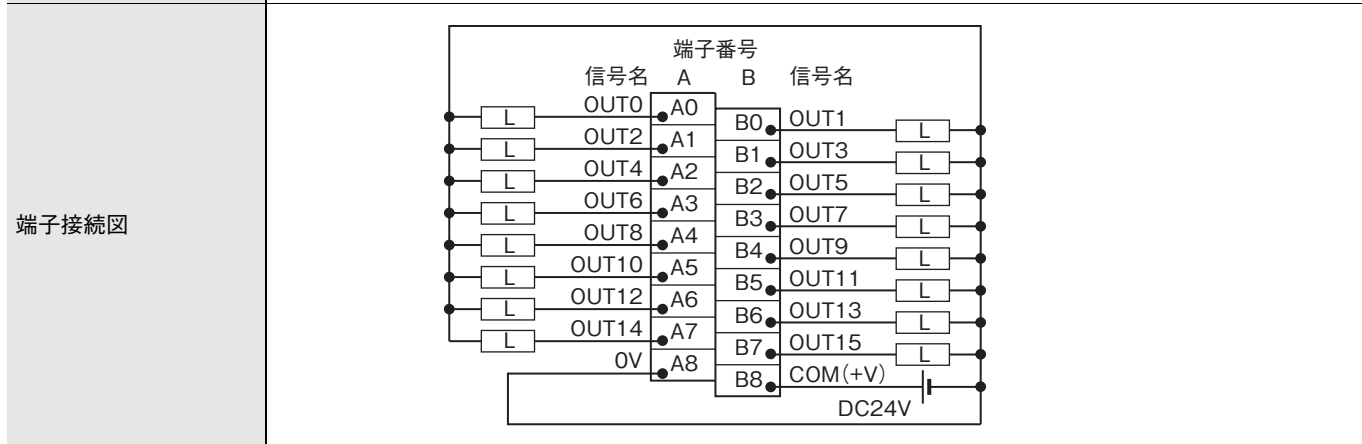 端子接続図
端子番号
信号名 A B 信号名
OUT0 A0
L
B0 OUT1
L
OUT2 A1
L
B1 OUT3
L
OUT4 A2
L
B2 OUT5
L
OUT6 A3
L
B3 OUT7
L
OUT8 A4
L
B4 OUT9
L
OUT10 A5
L
B5 OUT11
L
OUT12 A6
L
B6 OUT13
L
OUT14 A7
L
B7 OUT15
L
0V A8
B8 COM(+V)
DC24V